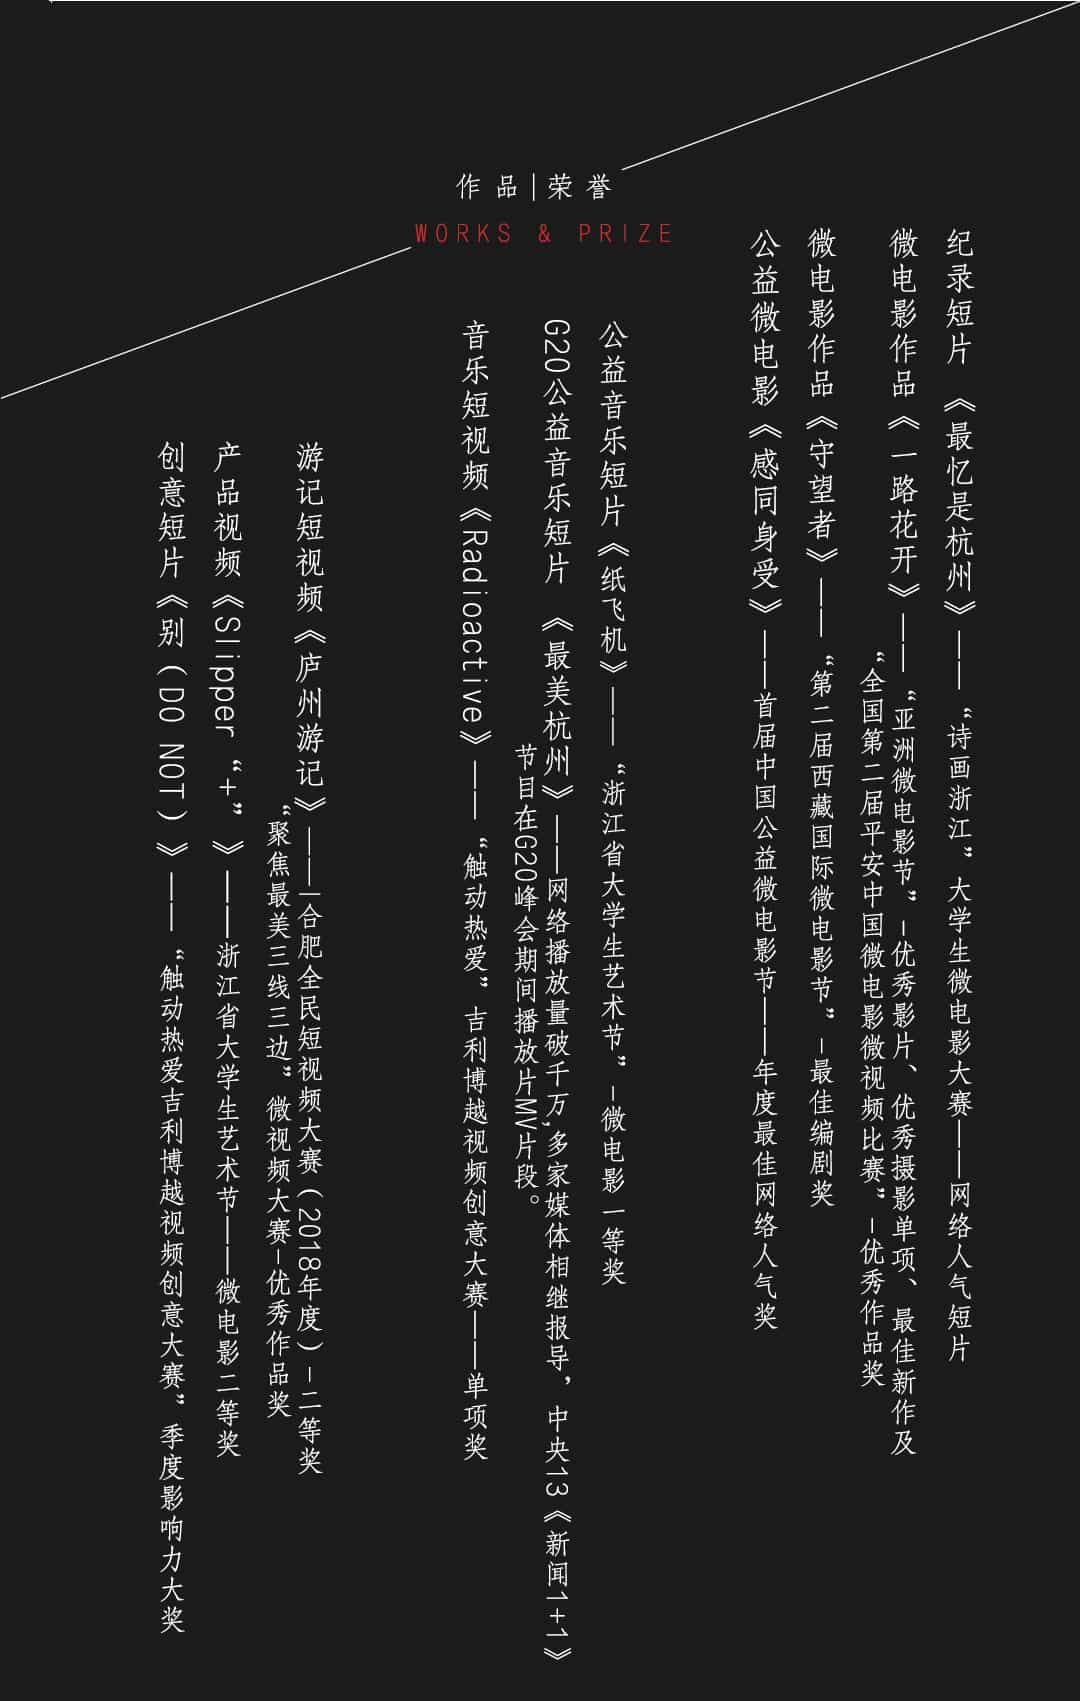 作品|荣誉
WORKS & PRIZE
纪录短片 《最忆是杭州》——“诗画浙江”大学生微电影大赛——网络人气短片
微电影作品《一路花开》——“亚洲微电影节”-优秀影片、优秀摄影单项、最佳新作及
“全国第二届平安中国微电影微视频比赛”-优秀作品奖
微电影作品《守望者》——“第二届西藏国际微电影节”-最佳编剧奖
公益微电影《感同身受》——首届中国公益微电影节——年度最佳网络人气奖
公益音乐短片《纸飞机》——“浙江省大学生艺术节”-微电影一等奖
G20公益音乐短片 《最美杭州》——网络播放量破千万,多家媒体相继报导，中央13《新闻1+1》
节目在G20峰会期间播放片MV片段。
音乐短视频《Radioactive》——“触动热爱”吉利博越视频创意大赛——单项奖
游记短视频《庐州游记》——|合肥全民短视频大赛(2018年度)-二等奖
“聚焦最美三线三边”微视频大赛-优秀作品奖
产品视频《Slipper “+” 》——浙江省大学生艺术节——微电影二等奖
创意短片《别(DO NOT)》——“触动热爱吉利博越视频创意大赛”季度影响力大奖